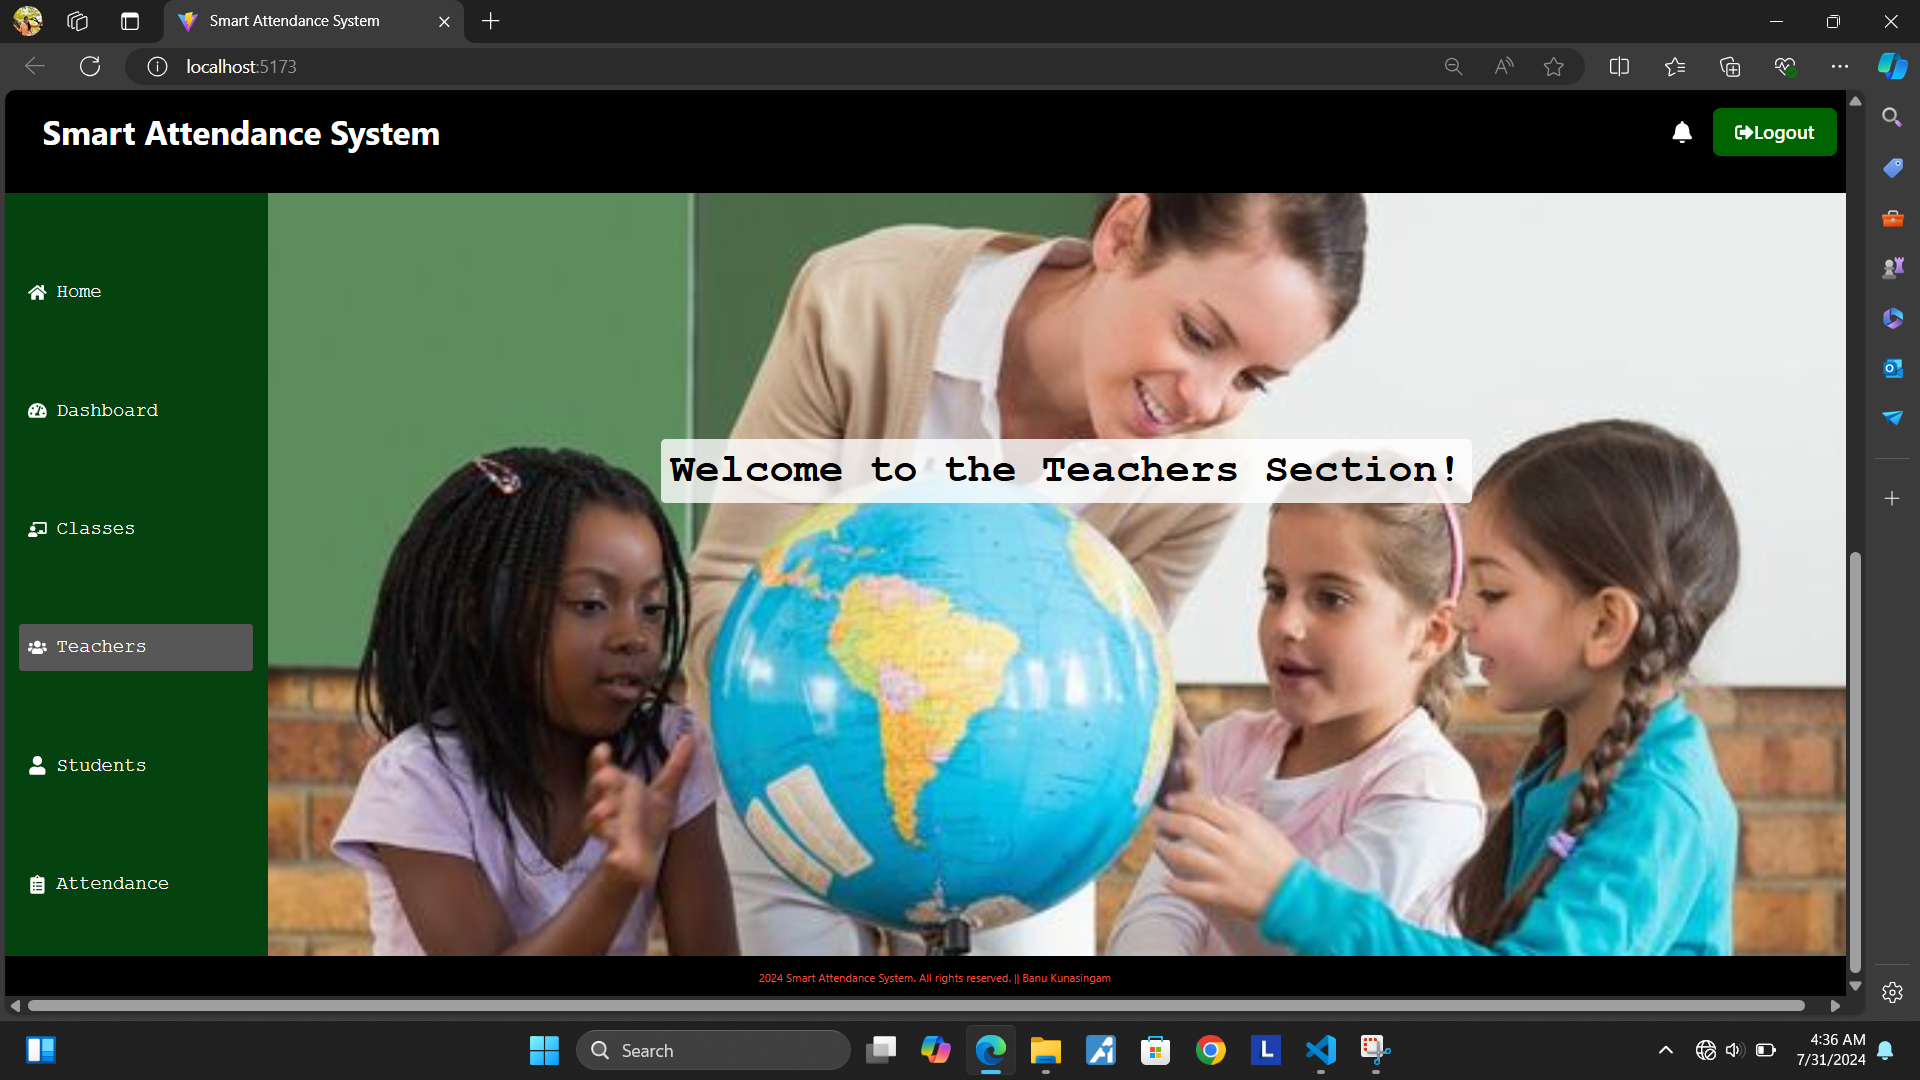 Smart Attendance System
localhost:5173
Smart Attendance System
Logout
Home
Dashboard
Classes
Teachers
Students
Attendance
Welcome to the Teachers Section!
2024 Smart Attendance System. All rights reserved. || Banu Kunasingam
Search
4:36 AM
7/31/2024